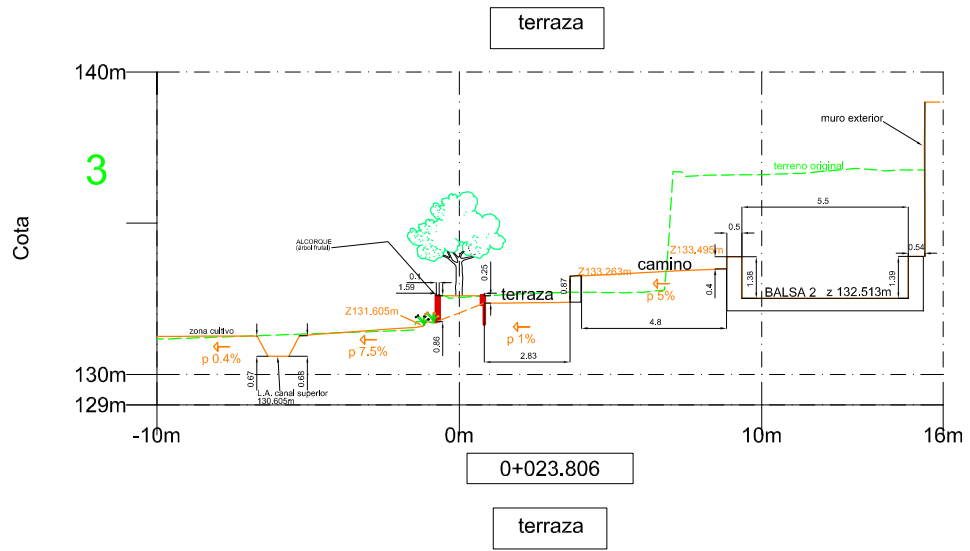 terraza
140m
muro exterior
3
terreno original
5.5
Cota
0.5
ALCORQUE
(árbol frutal)
Z133.495m
0.54
camino
Z133.263m
0.1
0.25
1.59
0.87
0.4
1.38
1.39
terraza
p 5%
BALSA 2 z 132.513m
Z131.605m
zona cultivo
0.86
p 1%
4.8
p 0.4%
p 7.5%
2.83
130m
0.67
0.68
L.A. canal superior
130.605m
129m
-10m
0m
10m
16m
0+023.806
terraza